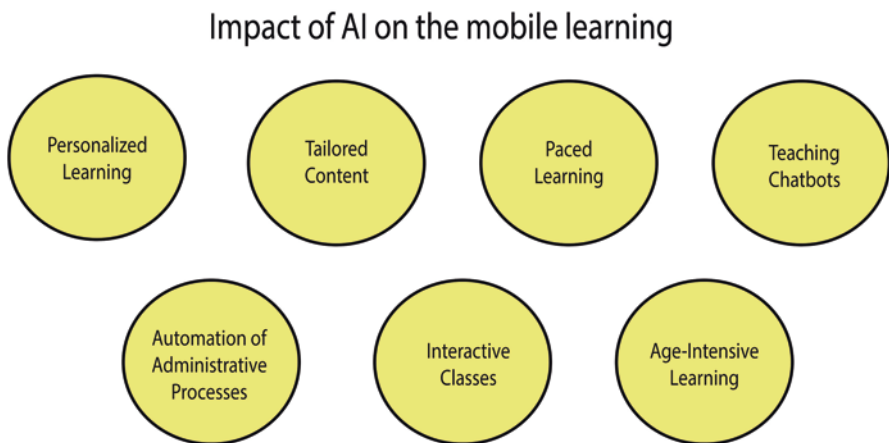 Impact of AI on the mobile learning
Personalized
Learning
Tailored
Content
Paced
Learning
Teaching
Chatbots
Automation of
Administrative
Processes
Interactive
Classes
Age-Intensive
Learning